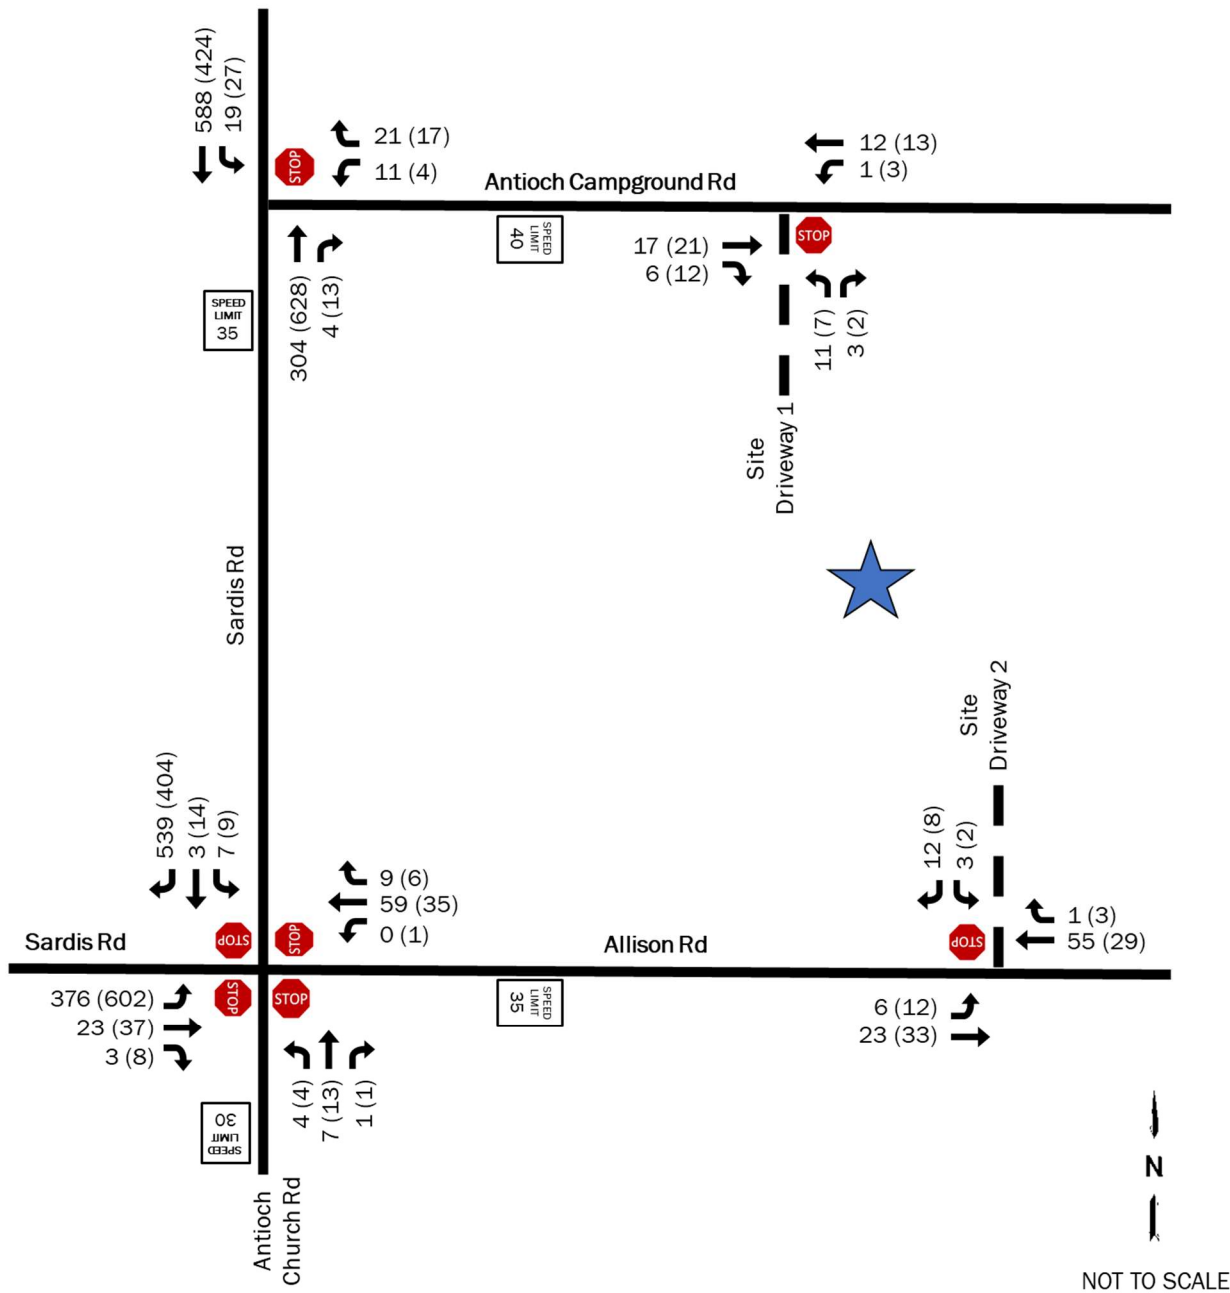 588 (424)
19 (27)
STOP
21 (17)
11 (4)
Antioch Campground Rd
12 (13)
1 (3)
SPEED
LIMIT
40
17 (21)
6 (12)
STOP
304 (628)
4 (13)
SPEED
LIMIT
35
11 (7)
3 (2)
Site
Driveway 1
Sardis Rd
Site
Driveway 2
539 (404)
3 (14)
7 (9)
12 (8)
3 (2)
9 (6)
59 (35)
0 (1)
1 (3)
55 (29)
Sardis Rd
STOP
STOP
Allison Rd
STOP
376 (602)
23 (37)
3 (8)
STOP
STOP
SPEED
LIMIT
35
6 (12)
23 (33)
4 (4)
7 (13)
1 (1)
SPEED
LIMIT
30
Antioch
Church Rd
N
NOT TO SCALE